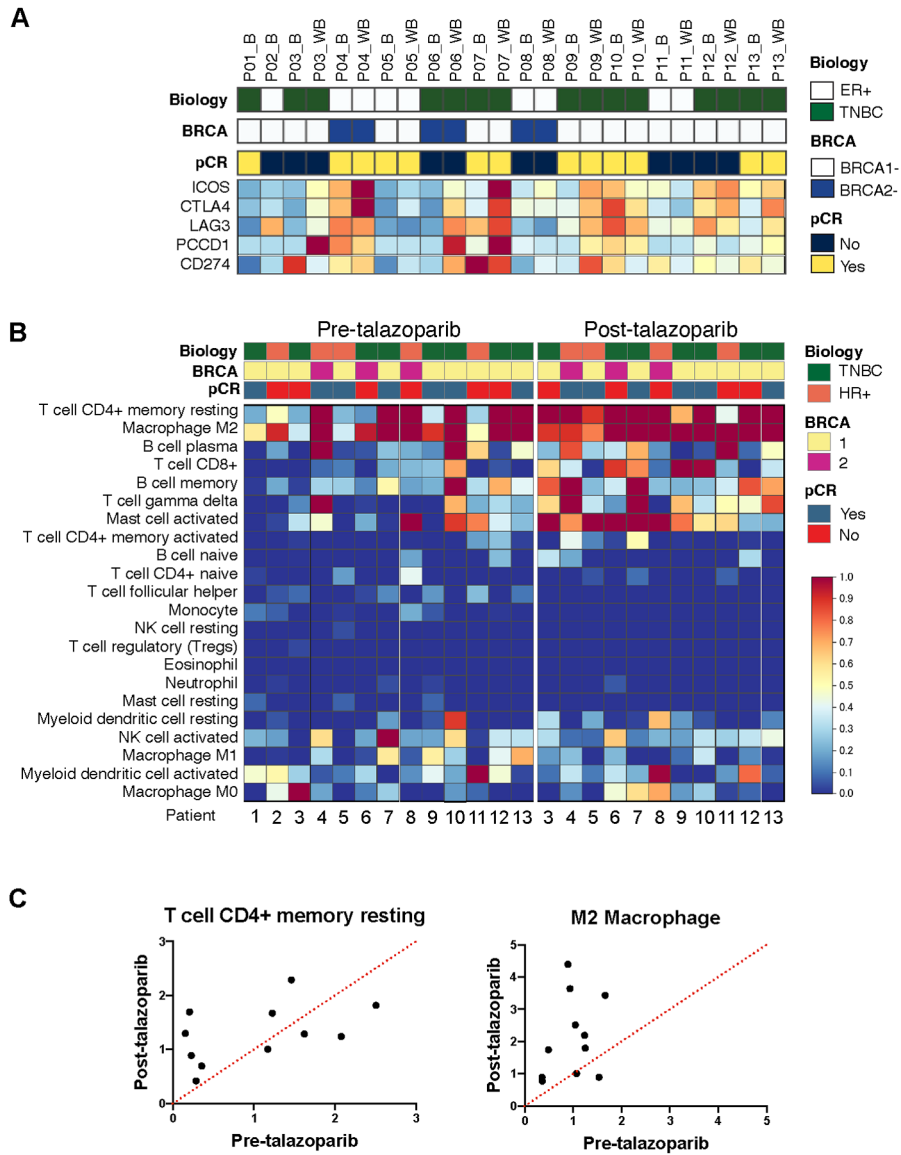 A
P01_B
P02_B
P03_B
P03_WB
P04_B
P04_WB
P05_B
P05_WB
P06_B
P06_WB
P07_B
P07_WB
P08_B
P08_WB
P09_B
P09_WB
P10_B
P10_WB
P11_B
P11_WB
P12_B
P12_WB
P13_B
P13_WB
Biology
BRCA
pCR
ICOS
CTLA4
LAG3
PCCD1
CD274
Biology
ER+
TNBC
BRCA
BRCA1-
BRCA2-
pCR
No
Yes
B
Pre-talazoparib
Post-talazoparib
Biology
BRCA
pCR
T cell CD4+ memory resting
Macrophage M2
B cell plasma
T cell CD8+
B cell memory
T cell gamma delta
Mast cell activated
T cell CD4+ memory activated
B cell naive
T cell CD4+ naive
T cell follicular helper
Monocyte
NK cell resting
T cell regulatory (Tregs)
Eosinophil
Neutrophil
Mast cell resting
Myeloid dendritic cell resting
NK cell activated
Macrophage M1
Myeloid dendritic cell activated
Macrophage M0
Patient 1 2 3 4 5 6 7 8 9 10 11 12 13 3 4 5 6 7 8 9 10 11 12 13
Biology
TNBC
HR+
BRCA
1
2
pCR
Yes
No
1.0
0.9
0.8
0.7
0.6
0.5
0.4
0.3
0.2
0.1
0.0
C
T cell CD4+ memory resting
Post-talazoparib
3
2
1
0
0 1 2 3
Pre-talazoparib
M2 Macrophage
Post-talazoparib
5
4
3
2
1
0
0 1 2 3 4 5
Pre-talazoparib